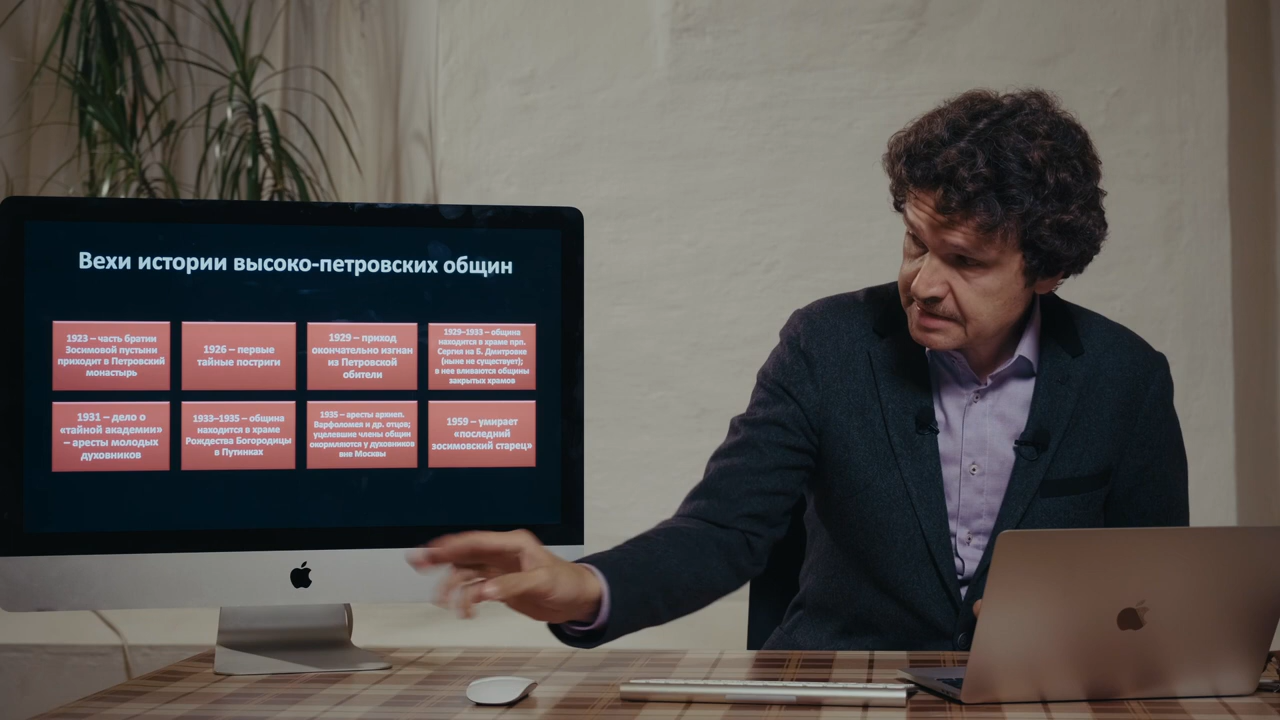 Вехи истории высоко-петровских общин
1923 – часть братии
Зосимовой пустыни
приходит в Петровский
монастырь
1926 – первые
тайные постриги
1929 – приход
окончательно изгнан
из Петровской
обители
1929–1933 – община
находится в храме прп.
Сергия на Б. Дмитровке
(ныне не существует);
в нее вливаются общины
закрытых храмов
1931 – дело о
«тайной академии»
– аресты молодых
духовников
1933–1935 – община
находится в храме
Рождества Богородицы
в Путинках
1935 – аресты архиеп.
Варфоломея и др. отцов;
уцелевшие члены общин
окормляются у духовников
вне Москвы
1959 – умирает
«последний
зосимовский старец»